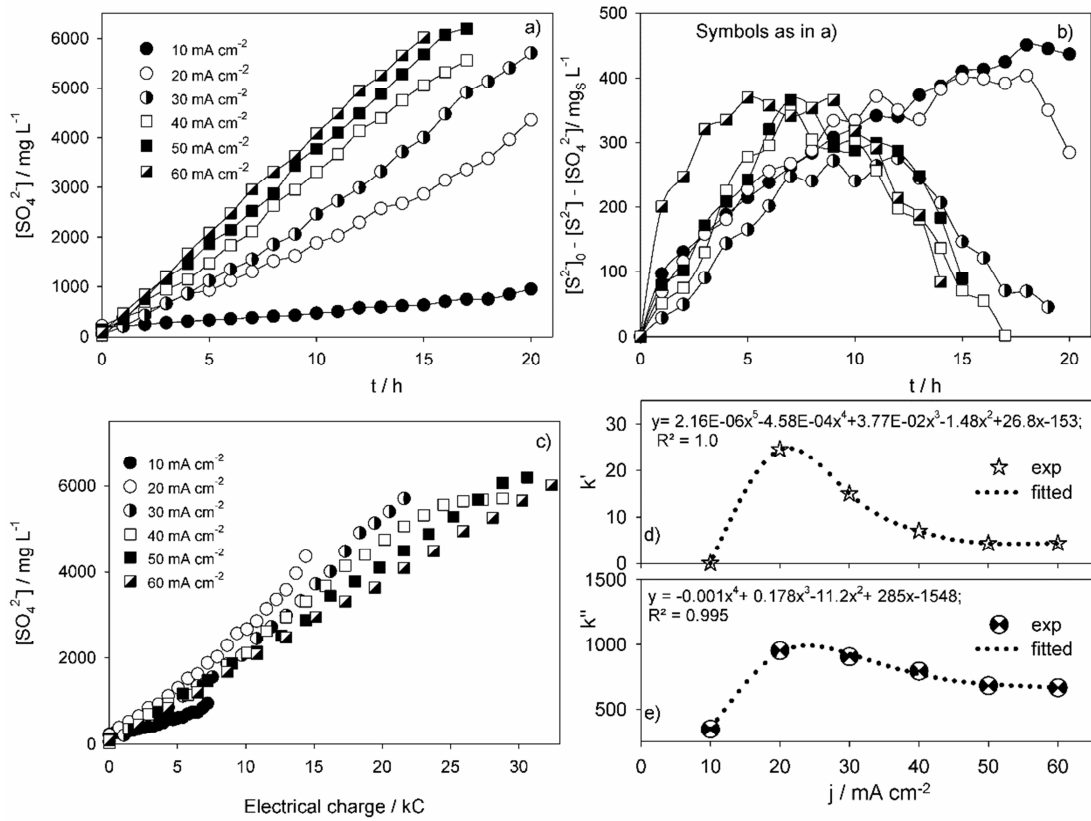 a)
[SO₄²⁻] / mg L⁻¹
6000
5000
4000
3000
2000
1000
0
10 mA cm⁻²
20 mA cm⁻²
30 mA cm⁻²
40 mA cm⁻²
50 mA cm⁻²
60 mA cm⁻²
0 5 10 15 20
t / h
Symbols as in a)
b)
[S²⁻]₀ - [S²⁻] - [SO₄²⁻]/ mgₛ L⁻¹
500
400
300
200
100
0
0 5 10 15 20
t / h
c)
[SO₄²⁻] / mg L⁻¹
6000
4000
2000
0
10 mA cm⁻²
20 mA cm⁻²
30 mA cm⁻²
40 mA cm⁻²
50 mA cm⁻²
60 mA cm⁻²
0 5 10 15 20 25 30
Electrical charge / kC
y= 2.16E-06x⁵-4.58E-04x⁴+3.77E-02x³-1.48x²+26.8x-153;
R² = 1.0
k'
30
20
10
0
exp
fitted
d)
y = -0.001x⁴+ 0.178x³-11.2x²+ 285x-1548;
R² = 0.995
k''
1500
1000
500
exp
fitted
e)
0 10 20 30 40 50 60
j / mA cm⁻²